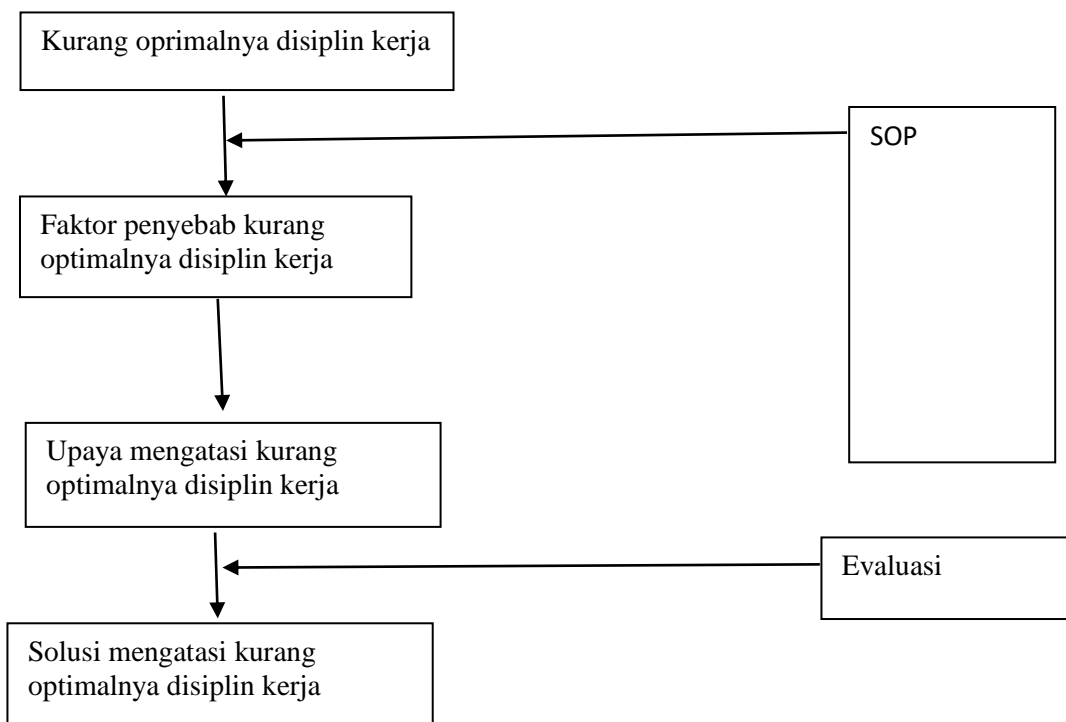 Kurang oprimalnya disiplin kerja
SOP
Faktor penyebab kurang
optimalnya disiplin kerja
Upaya mengatasi kurang
optimalnya disiplin kerja
Evaluasi
Solusi mengatasi kurang
optimalnya disiplin kerja